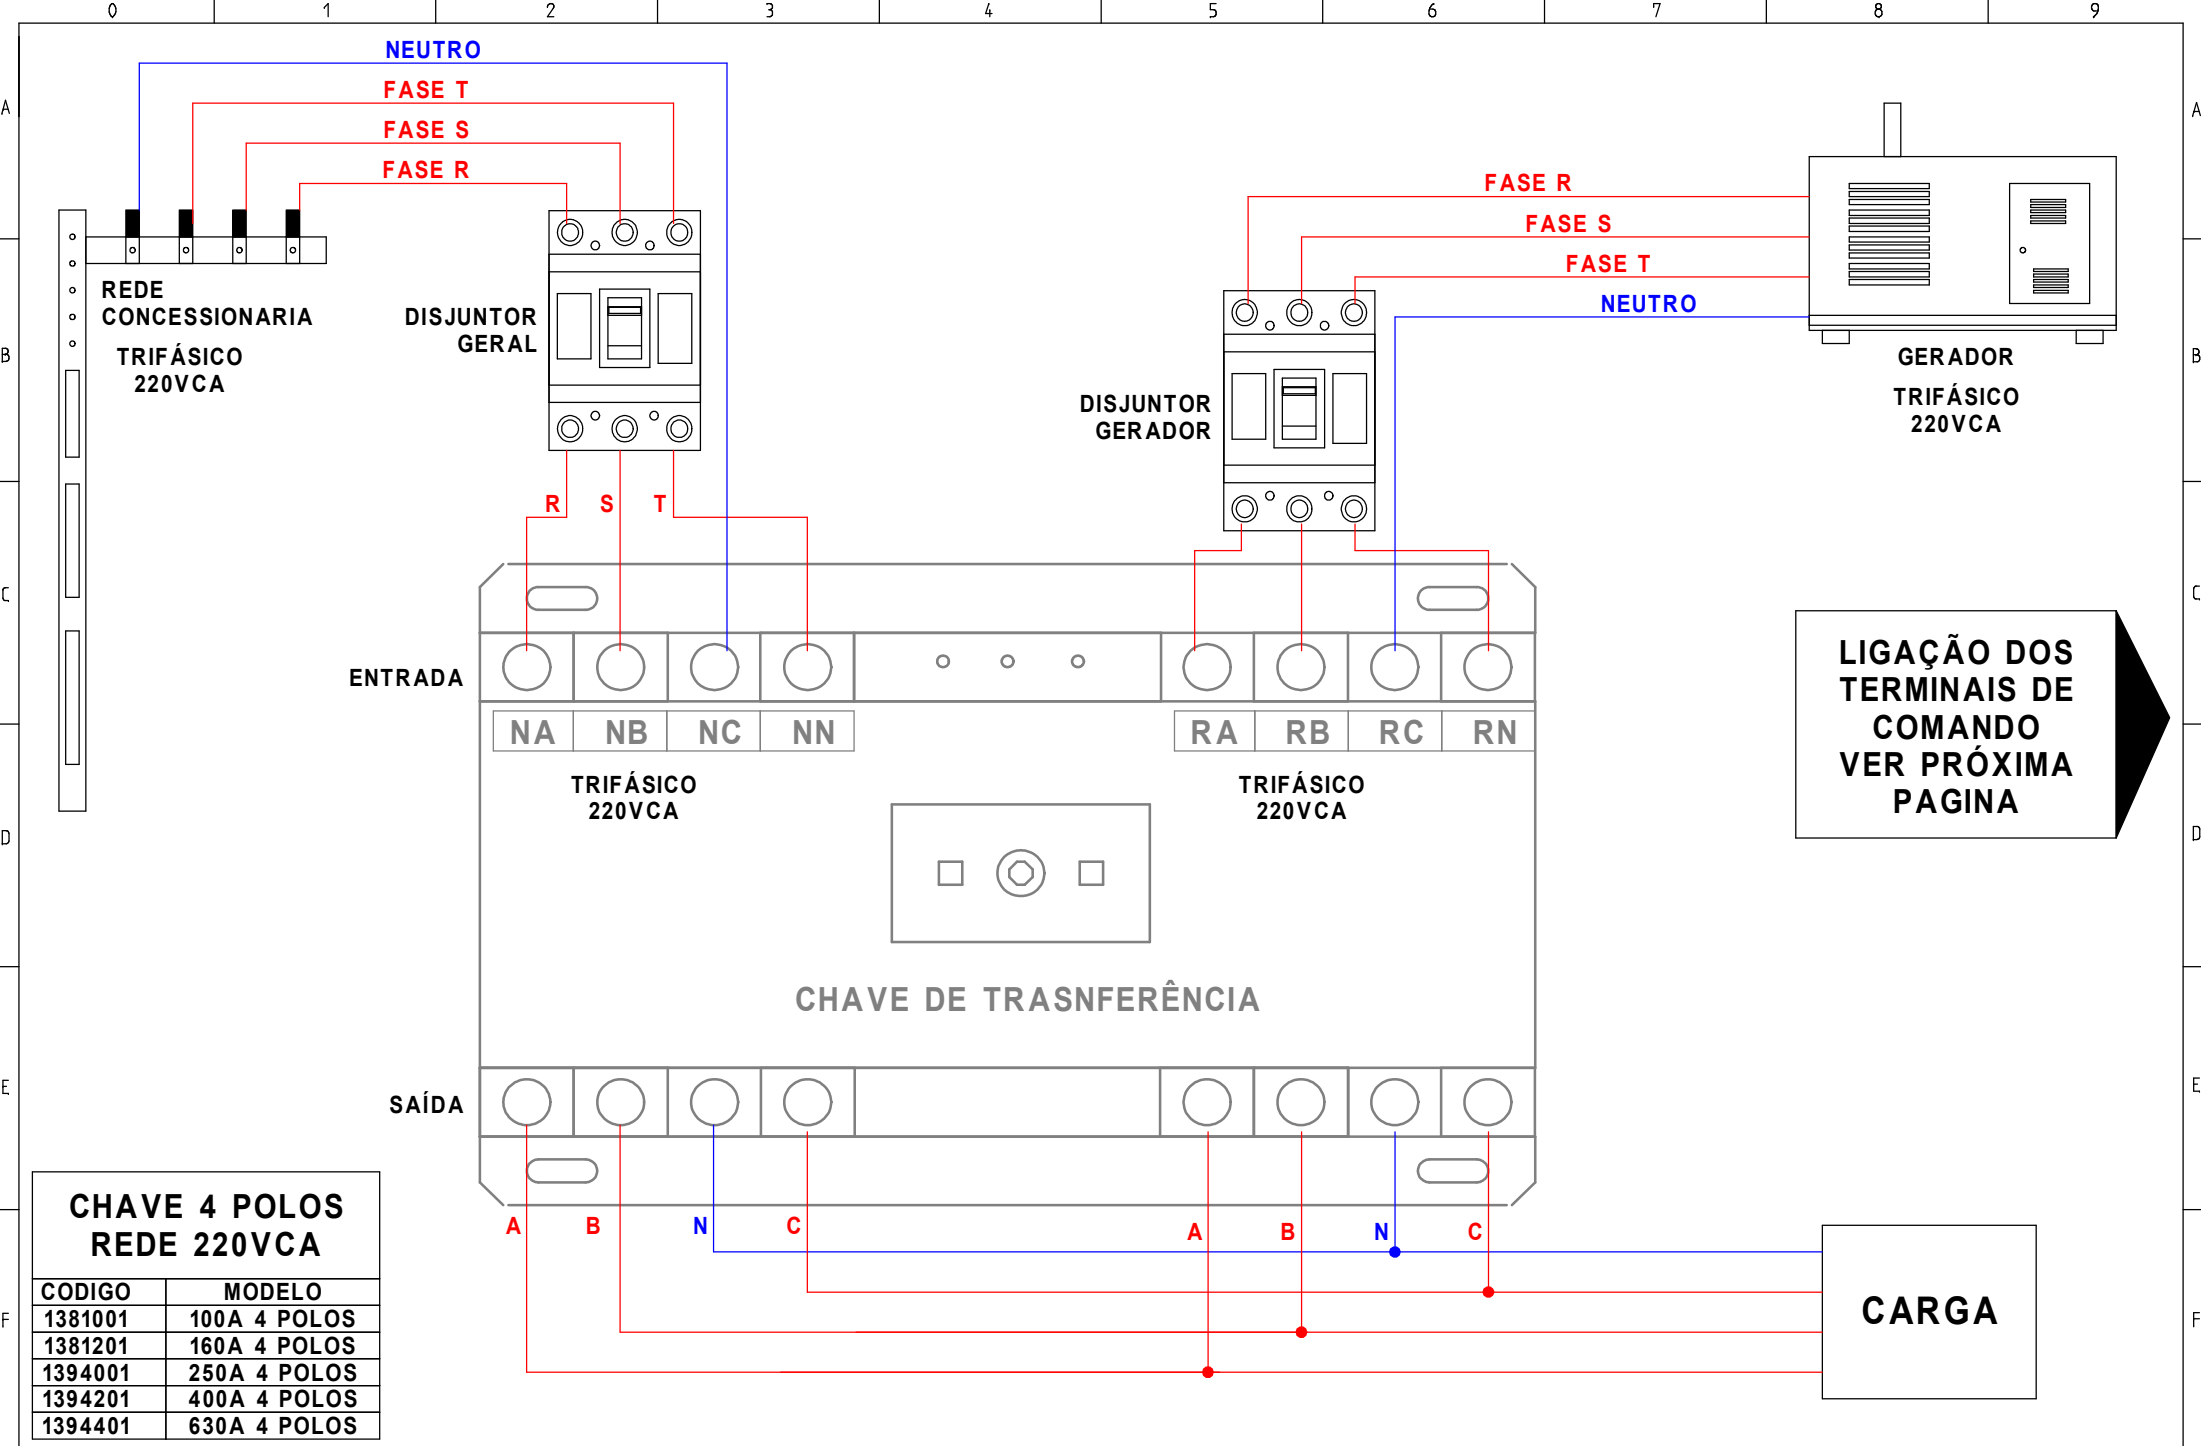 0 1 2 3 4 5 6 7 8 9
A
B
C
D
E
F
A
B
C
D
E
F
NEUTRO
FASE T
FASE S
FASE R
REDE
CONCESSIONARIA
TRIFÁSICO
220VCA
DISJUNTOR
GERAL
R S T
FASE R
FASE S
FASE T
NEUTRO
GERADOR
TRIFÁSICO
220VCA
DISJUNTOR
GERADOR
ENTRADA
NA NB NC NN
RA RB RC RN
TRIFÁSICO
220VCA
TRIFÁSICO
220VCA
LIGAÇÃO DOS
TERMINAIS DE
COMANDO
VER PRÓXIMA
PAGINA
CHAVE DE TRASNFERÊNCIA
SAÍDA
A B N C
A B N C
CARGA
CHAVE 4 POLOS
REDE 220VCA
CODIGO MODELO
1381001 100A 4 POLOS
1381201 160A 4 POLOS
1394001 250A 4 POLOS
1394201 400A 4 POLOS
1394401 630A 4 POLOS